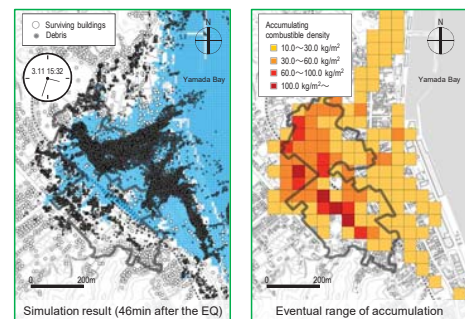 Surviving buildings
Debris
N
3.11 15:32
Yamada Bay
0 200m
Simulation result (46min after the EQ)
Accumulating
combustible density
10.0～30.0 kg/m²
30.0～60.0 kg/m²
60.0～100.0 kg/m²
100.0 kg/m²～
N
Yamada Bay
0 200m
Eventual range of accumulation